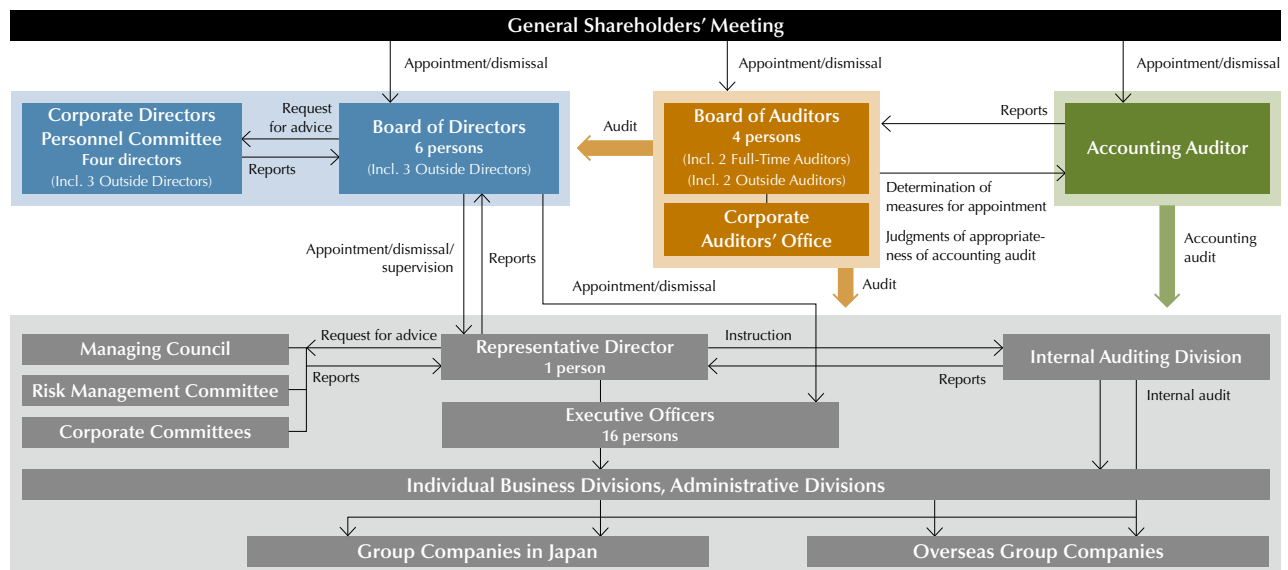 General Shareholders' Meeting
Appointment/dismissal
Appointment/dismissal
Appointment/dismissal
Corporate Directors
Personnel Committee
Four directors
(Incl. 3 Outside Directors)
Request
for advice
Reports
Board of Directors
6 persons
(Incl. 3 Outside Directors)
Audit
Board of Auditors
4 persons
(Incl. 2 Full-Time Auditors)
(Incl. 2 Outside Auditors)
Corporate
Auditors' Office
Reports
Determination of
measures for appointment
Judgments of appropriate-
ness of accounting audit
Accounting Auditor
Accounting
audit
Appointment/dismissal/
supervision
Reports
Appointment/dismissal
Audit
Managing Council
Risk Management Committee
Corporate Committees
Request for advice
Reports
Representative Director
1 person
Instruction
Reports
Internal Auditing Division
Internal audit
Executive Officers
16 persons
Individual Business Divisions, Administrative Divisions
Group Companies in Japan
Overseas Group Companies